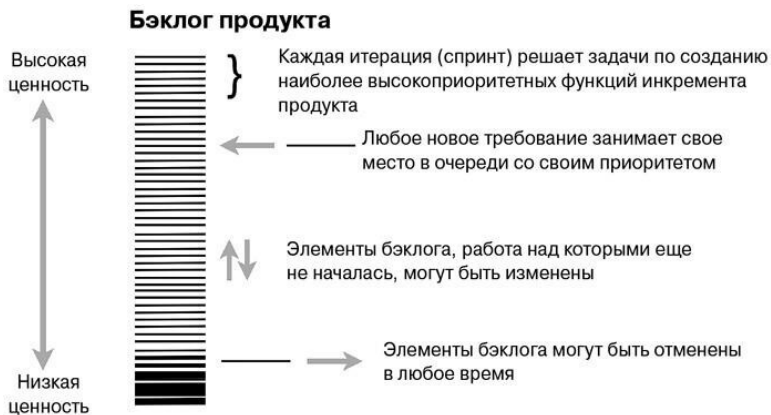 Бэклог продукта
Высокая
ценность
Каждая итерация (спринт) решает задачи по созданию
наиболее высокоприоритетных функций инкремента
продукта
Любое новое требование занимает свое
место в очереди со своим приоритетом
Элементы бэклога, работа над которыми еще
не началась, могут быть изменены
Элементы бэклога могут быть отменены
в любое время
Низкая
ценность